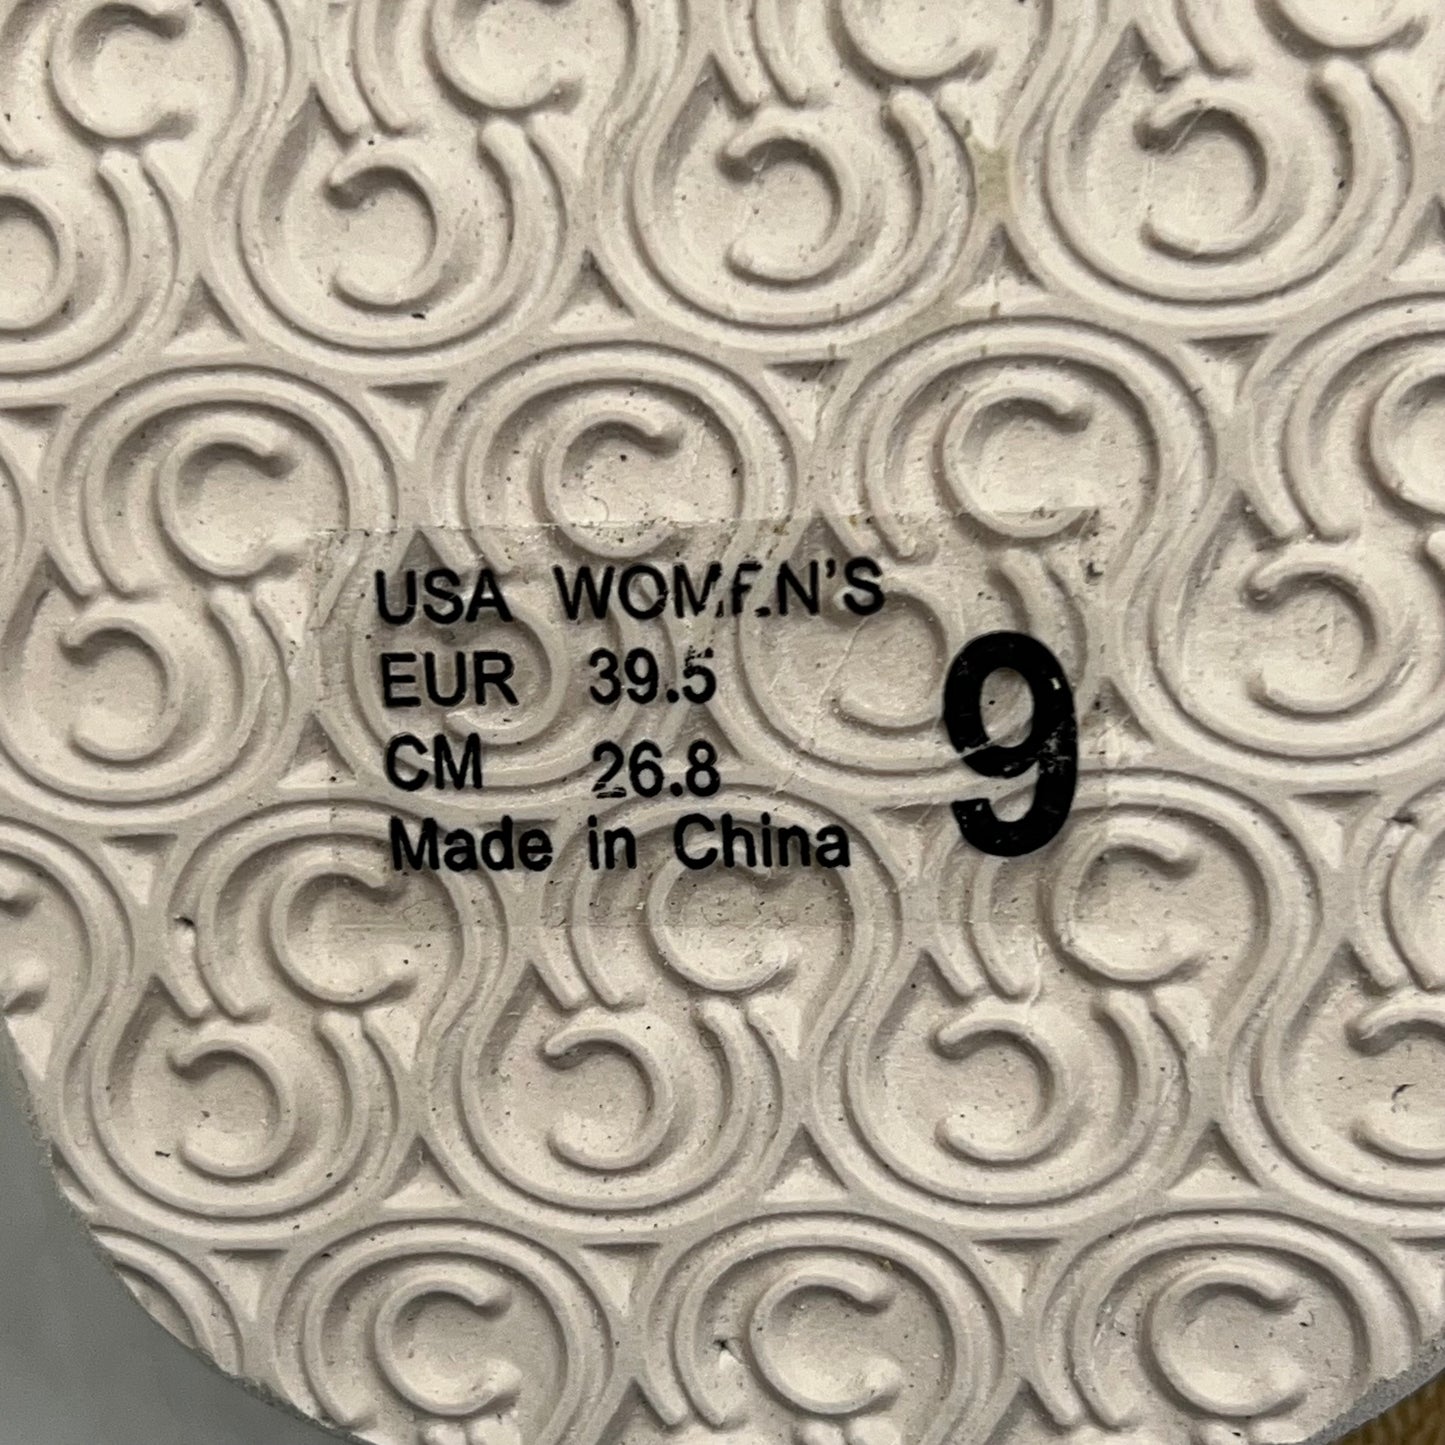 USA WOMEN'S
EUR 39.5
CM 26.8
Made in China
9